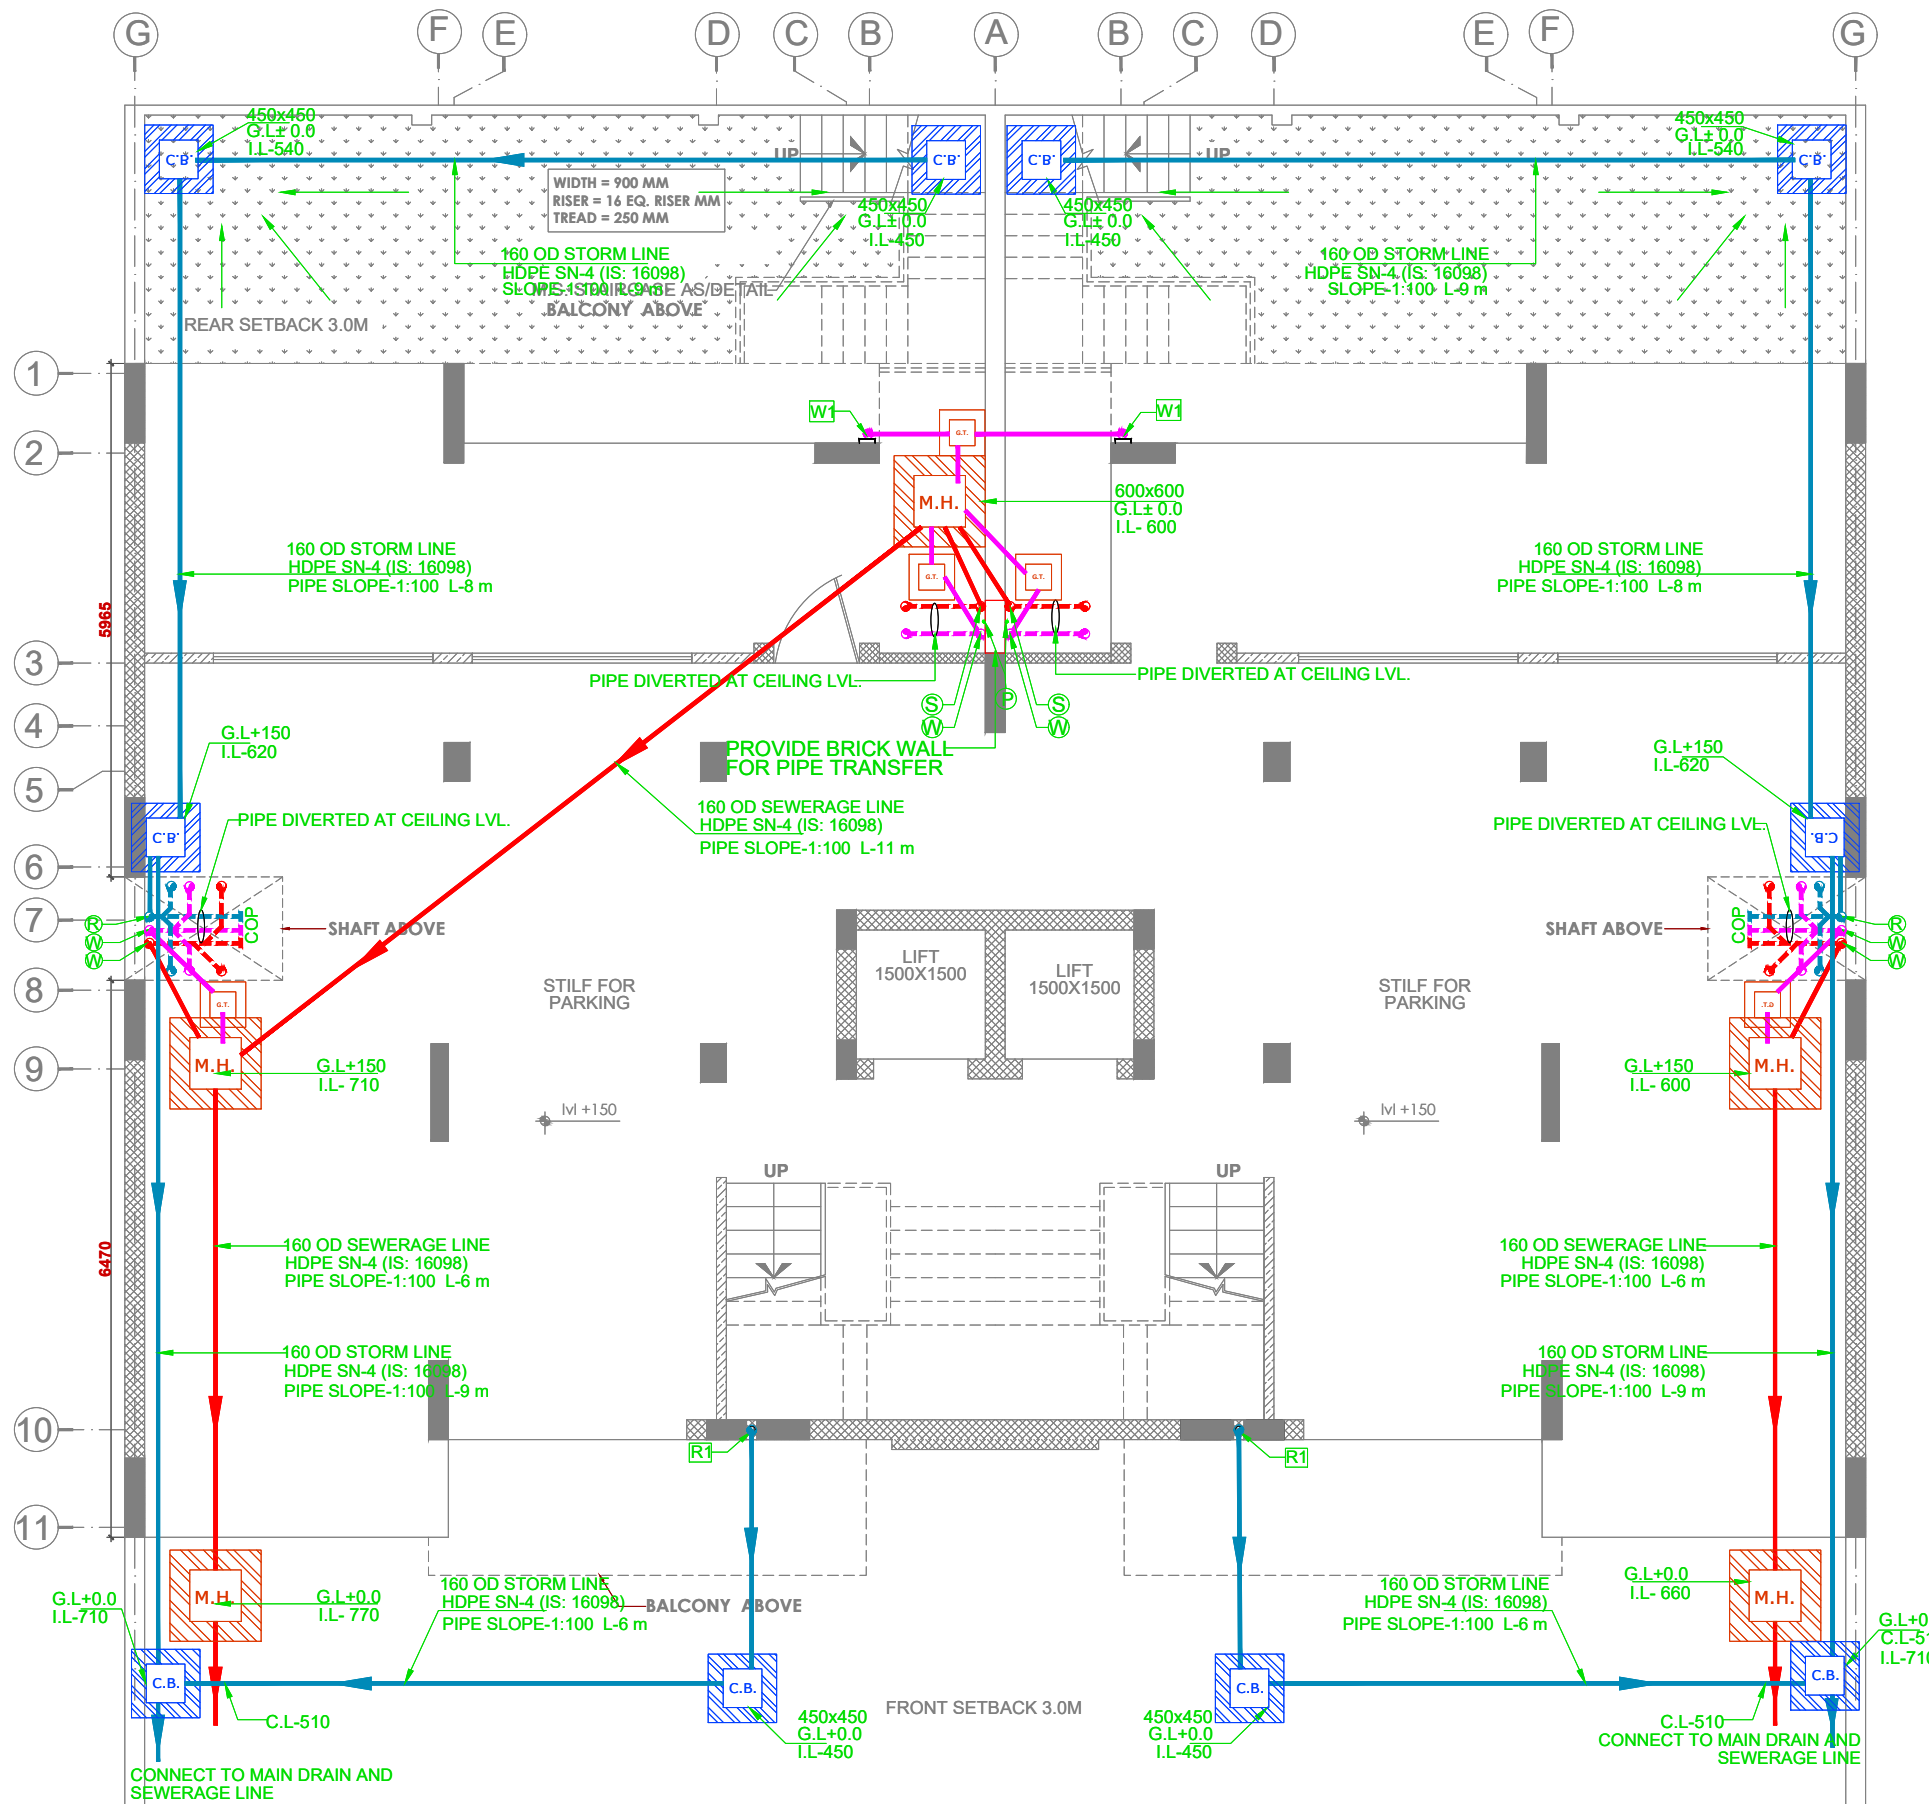 G
F
E
D
C
B
A
B
C
D
E
F
G
450x450
G.L± 0.0
I.L-540
450x450
G.L± 0.0
I.L-540
C.B.
C.B.
C.B.
C.B.
UP
UP
WIDTH = 900 MM
RISER = 16 EQ. RISER MM
TREAD = 250 MM
450x450
G.L± 0.0
I.L-450
450x450
G.L± 0.0
I.L-450
160 OD STORM LINE
HDPE SN-4 (IS: 16098)
SLOPE-1:100 L-9 m
M.S. STAIRCASE AS/DETAIL
BALCONY ABOVE
160 OD STORM LINE
HDPE SN-4 (IS: 16098)
SLOPE-1:100 L-9 m
REAR SETBACK 3.0M
1
2
3
4
5
6
7
8
9
10
11
W1
W1
G.T.
M.H.
600x600
G.L± 0.0
I.L- 600
160 OD STORM LINE
HDPE SN-4 (IS: 16098)
PIPE SLOPE-1:100 L-8 m
160 OD STORM LINE
HDPE SN-4 (IS: 16098)
PIPE SLOPE-1:100 L-8 m
G.T.
G.T.
5965
PIPE DIVERTED AT CEILING LVL.
PIPE DIVERTED AT CEILING LVL.
S
P
S
W
W
PROVIDE BRICK WALL
FOR PIPE TRANSFER
G.L+150
I.L-620
G.L+150
I.L-620
160 OD SEWERAGE LINE
HDPE SN-4 (IS: 16098)
PIPE SLOPE-1:100 L-11 m
C.B.
PIPE DIVERTED AT CEILING LVL.
PIPE DIVERTED AT CEILING LVL.
C.B.
R
W
W
COP
SHAFT ABOVE
SHAFT ABOVE
COP
R
W
W
LIFT
1500X1500
LIFT
1500X1500
STILF FOR
PARKING
STILF FOR
PARKING
G.T.
G.T.
M.H.
G.L+150
I.L- 710
G.L+150
I.L- 600
M.H.
lvl +150
lvl +150
UP
UP
6470
160 OD SEWERAGE LINE
HDPE SN-4 (IS: 16098)
PIPE SLOPE-1:100 L-6 m
160 OD SEWERAGE LINE
HDPE SN-4 (IS: 16098)
PIPE SLOPE-1:100 L-6 m
160 OD STORM LINE
HDPE SN-4 (IS: 16098)
PIPE SLOPE-1:100 L-9 m
160 OD STORM LINE
HDPE SN-4 (IS: 16098)
PIPE SLOPE-1:100 L-9 m
R1
R1
G.L+0.0
I.L-710
M.H.
G.L+0.0
I.L- 770
160 OD STORM LINE
HDPE SN-4 (IS: 16098)
PIPE SLOPE-1:100 L-6 m
BALCONY ABOVE
160 OD STORM LINE
HDPE SN-4 (IS: 16098)
PIPE SLOPE-1:100 L-6 m
G.L+0.0
I.L- 660
M.H.
G.L+0
C.L-51
I.L-710
C.B.
C.B.
C.B.
C.B.
C.L-510
450x450
G.L+0.0
I.L-450
FRONT SETBACK 3.0M
450x450
G.L+0.0
I.L-450
C.L-510
CONNECT TO MAIN DRAIN AND
SEWERAGE LINE
CONNECT TO MAIN DRAIN AND
SEWERAGE LINE